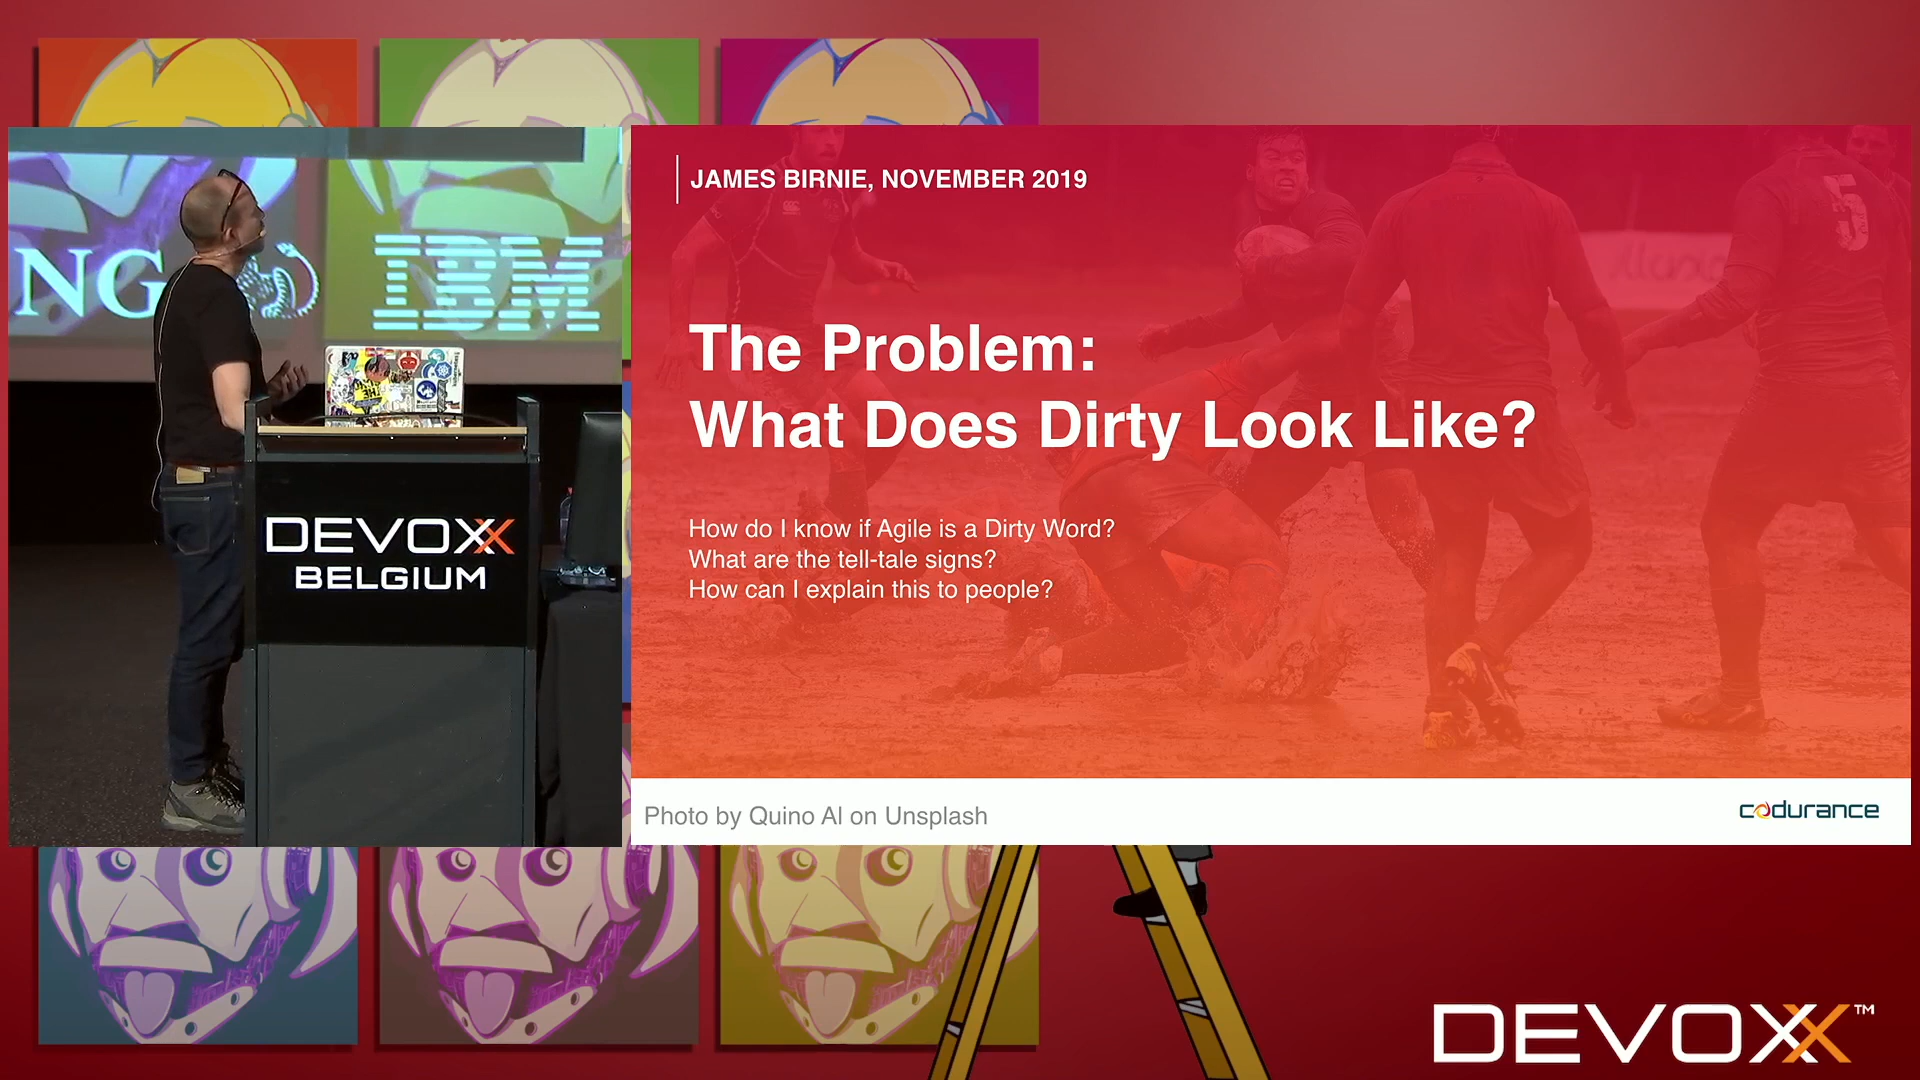 NG
IBM
DEVOXX
BELGIUM
JAMES BIRNIE, NOVEMBER 2019
5
The Problem:
What Does Dirty Look Like?
How do I know if Agile is a Dirty Word?
What are the tell-tale signs?
How can I explain this to people?
Photo by Quino Al on Unsplash
codurance
DEVOXX™